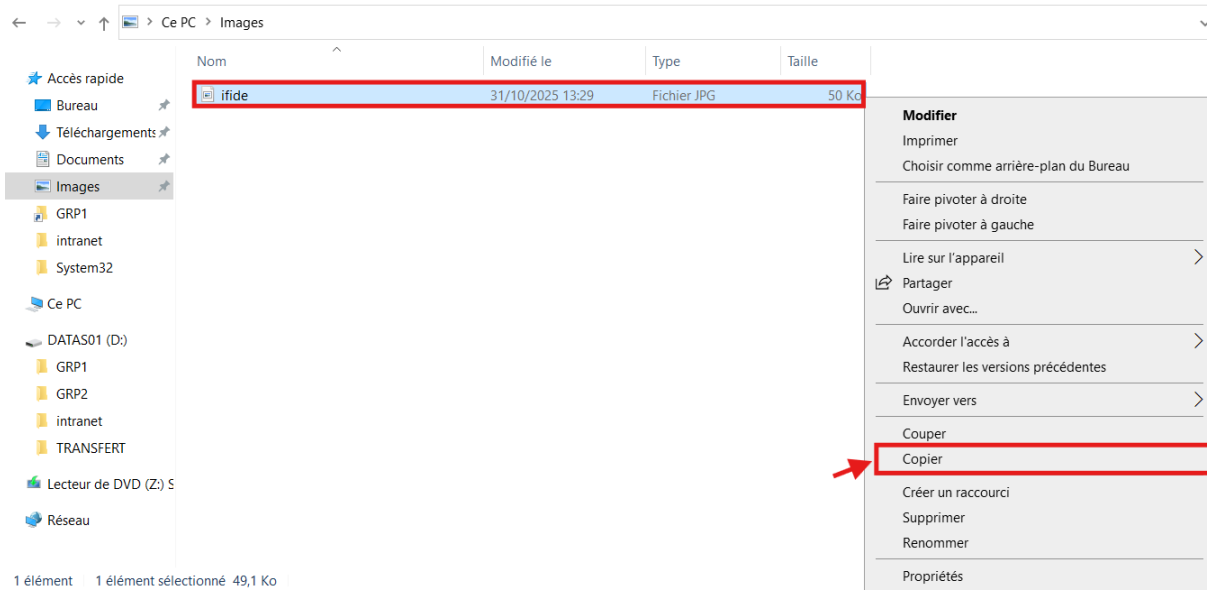 Ce PC > Images
Nom Modifié le Type Taille
ifide 31/10/2025 13:29 Fichier JPG 50 Ko
Accès rapide
Bureau
Téléchargements
Documents
Images
GRP1
intranet
System32
Ce PC
DATAS01 (D:)
GRP1
GRP2
intranet
TRANSFERT
Lecteur de DVD (Z:) S
Réseau
Modifier
Imprimer
Choisir comme arrière-plan du Bureau
Faire pivoter à droite
Faire pivoter à gauche
Lire sur l'appareil
Partager
Ouvrir avec...
Accorder l'accès à
Restaurer les versions précédentes
Envoyer vers
Couper
Copier
Créer un raccourci
Supprimer
Renommer
Propriétés
1 élément 1 élément sélectionné 49,1 Ko